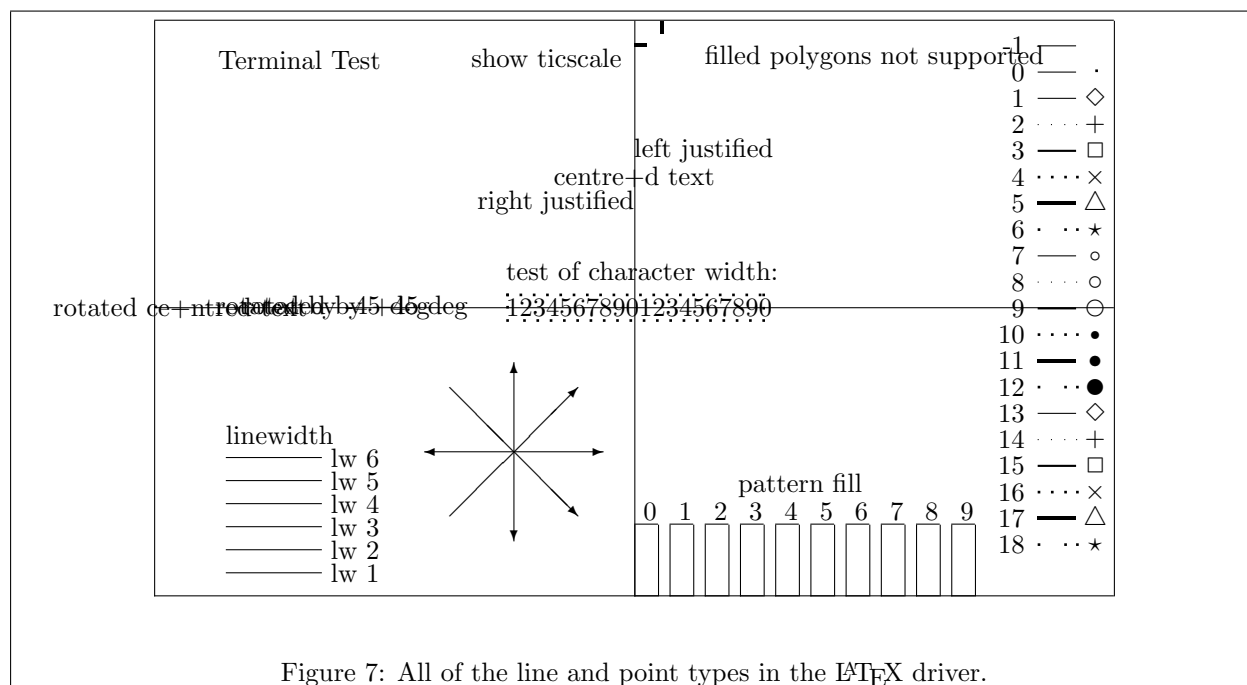 Terminal Test
show ticscale
filled polygons not supported
-1
0
1
2
3
4
5
6
7
8
9
10
11
12
13
14
15
16
17
18
left justified
centre+d text
right justified
test of character width:
12345678901234567890
rotated ce+ntred text
linewidth
lw 6
lw 5
lw 4
lw 3
lw 2
lw 1
pattern fill
0 1 2 3 4 5 6 7 8 9
Figure 7: All of the line and point types in the LATEX driver.